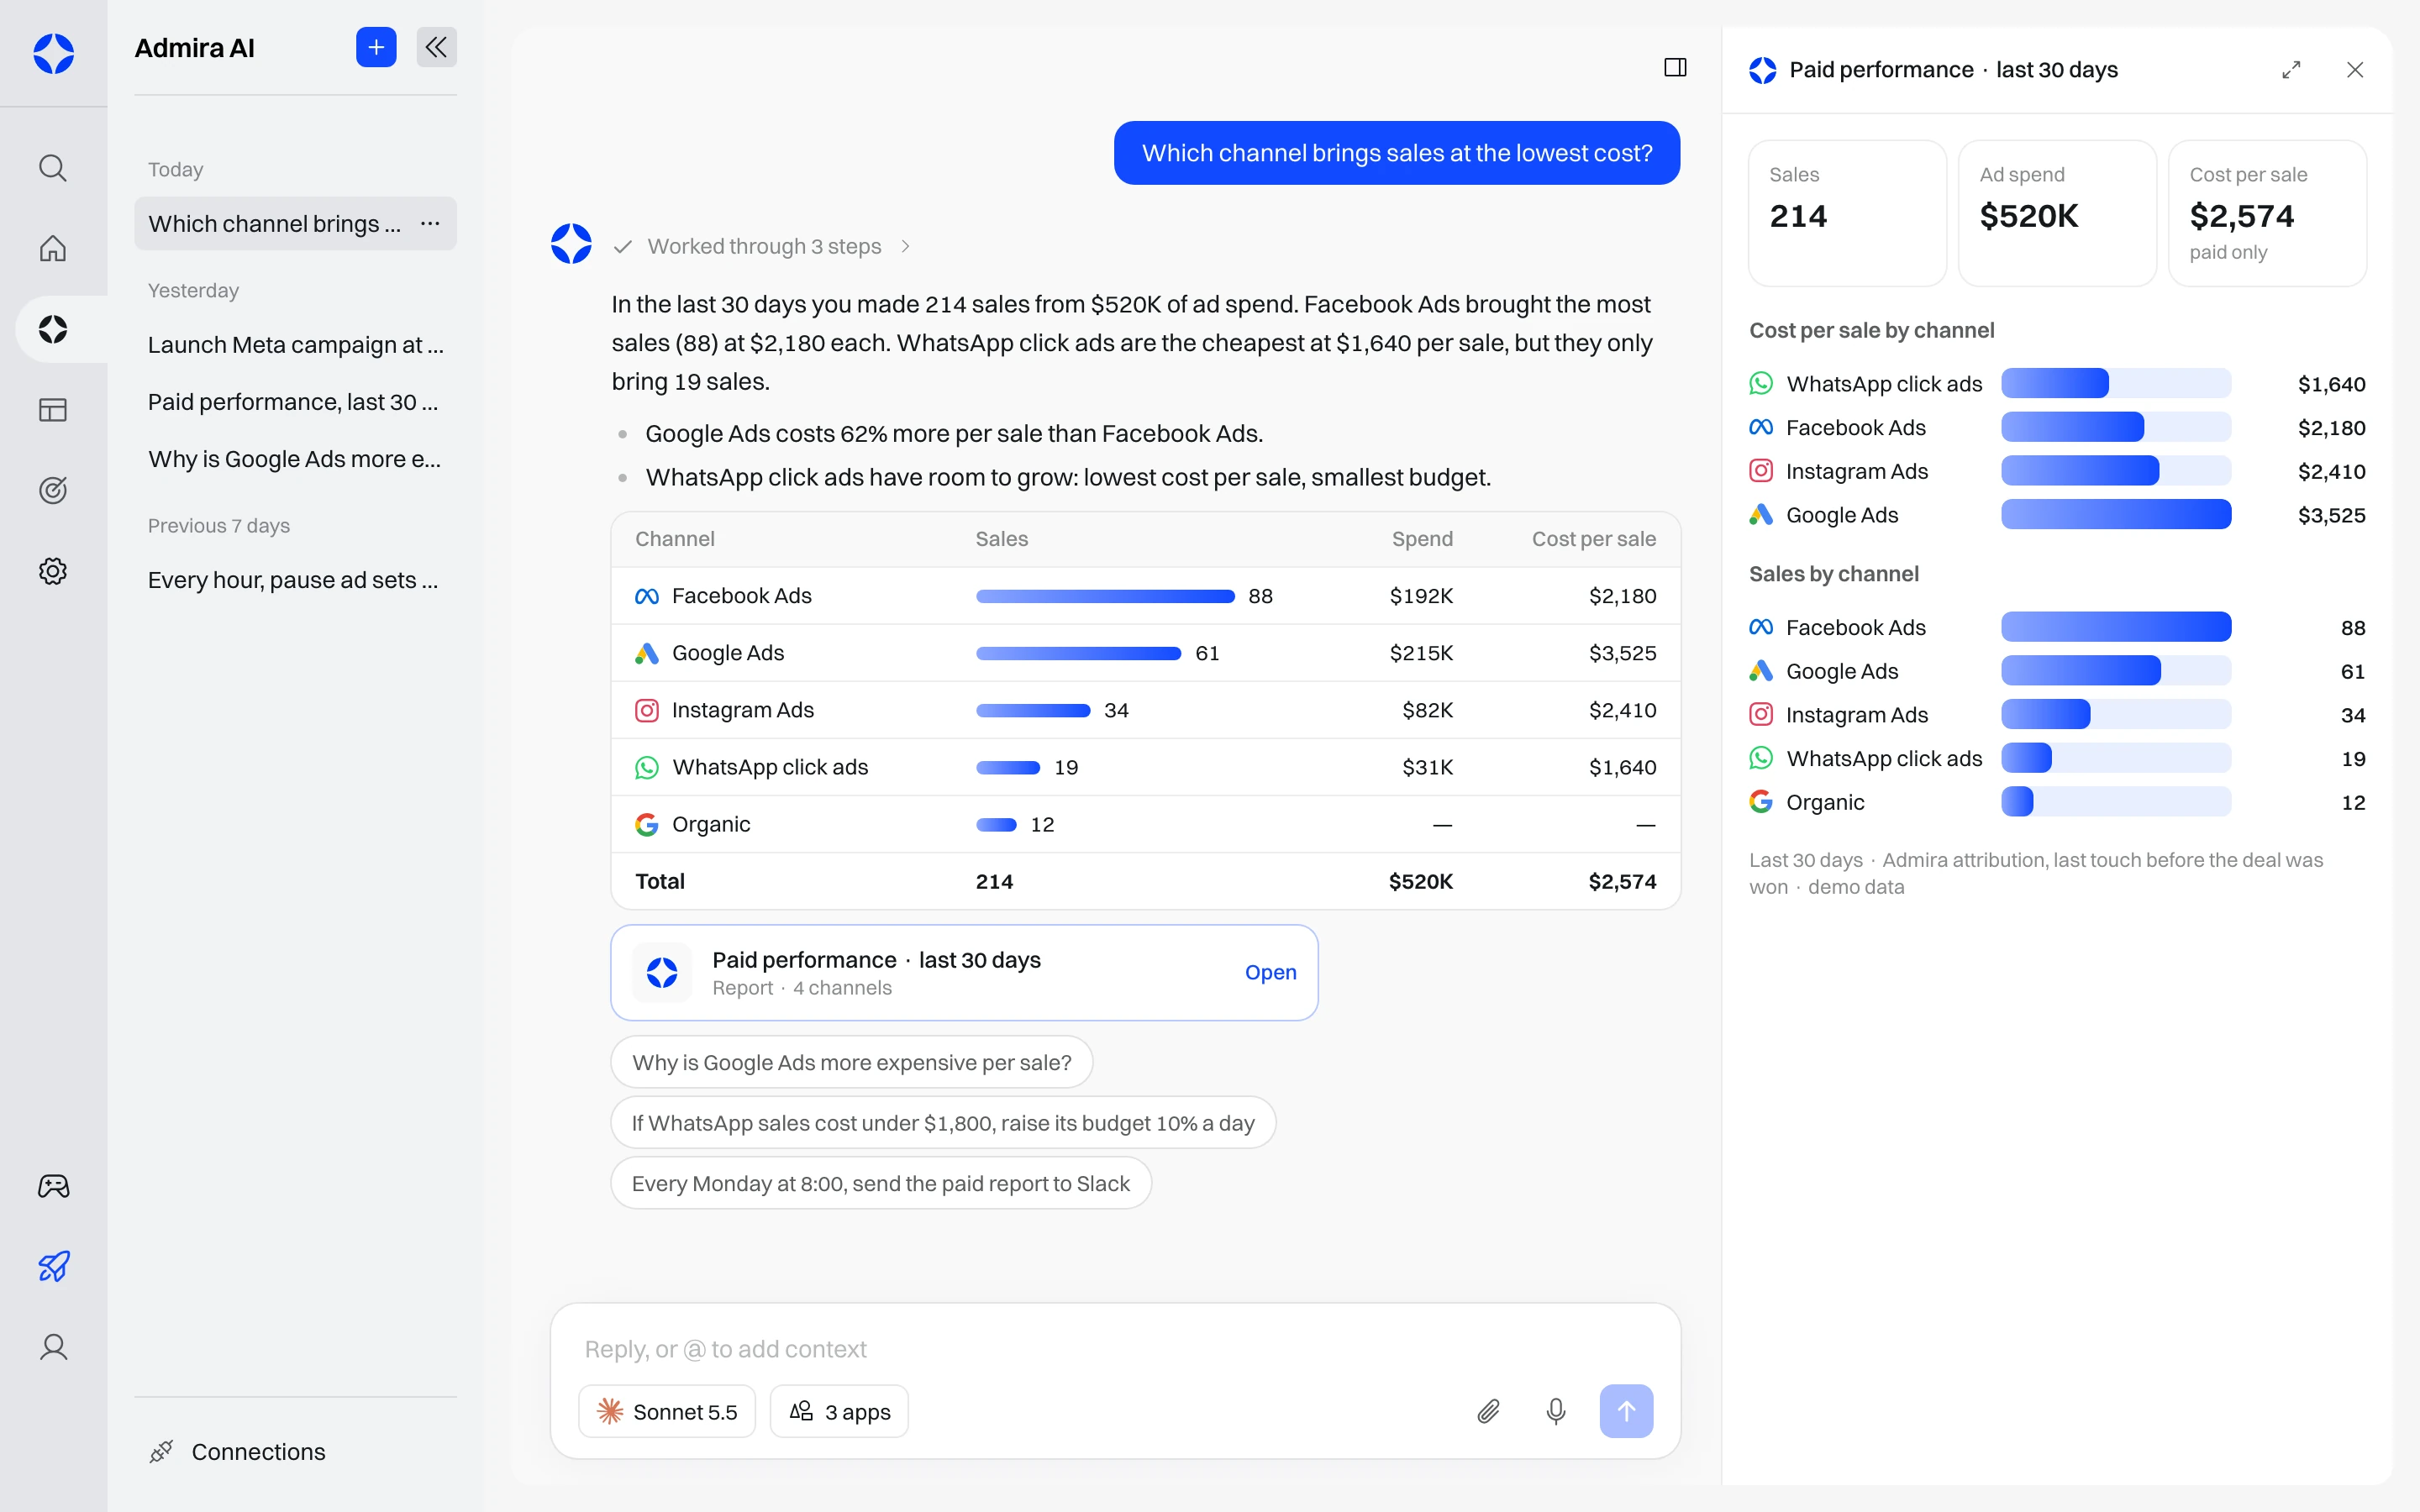 Admira AI
Today
Which channel brings ...
Yesterday
Launch Meta campaign at ...
Paid performance, last 30 ...
Why is Google Ads more e...
Previous 7 days
Every hour, pause ad sets ...
Connections
Which channel brings sales at the lowest cost?
Worked through 3 steps
In the last 30 days you made 214 sales from $520K of ad spend. Facebook Ads brought the most
sales (88) at $2,180 each. WhatsApp click ads are the cheapest at $1,640 per sale, but they only
bring 19 sales.
Google Ads costs 62% more per sale than Facebook Ads.
WhatsApp click ads have room to grow: lowest cost per sale, smallest budget.
Channel Sales Spend Cost per sale
Facebook Ads 88 $192K $2,180
Google Ads 61 $215K $3,525
Instagram Ads 34 $82K $2,410
WhatsApp click ads 19 $31K $1,640
Organic 12 — —
Total 214 $520K $2,574
Paid performance · last 30 days
Report · 4 channels
Open
Why is Google Ads more expensive per sale?
If WhatsApp sales cost under $1,800, raise its budget 10% a day
Every Monday at 8:00, send the paid report to Slack
Reply, or @ to add context
Sonnet 5.5
3 apps
Paid performance · last 30 days
Sales
214
Ad spend
$520K
Cost per sale
$2,574
paid only
Cost per sale by channel
WhatsApp click ads $1,640
Facebook Ads $2,180
Instagram Ads $2,410
Google Ads $3,525
Sales by channel
Facebook Ads 88
Google Ads 61
Instagram Ads 34
WhatsApp click ads 19
Organic 12
Last 30 days · Admira attribution, last touch before the deal was
won · demo data